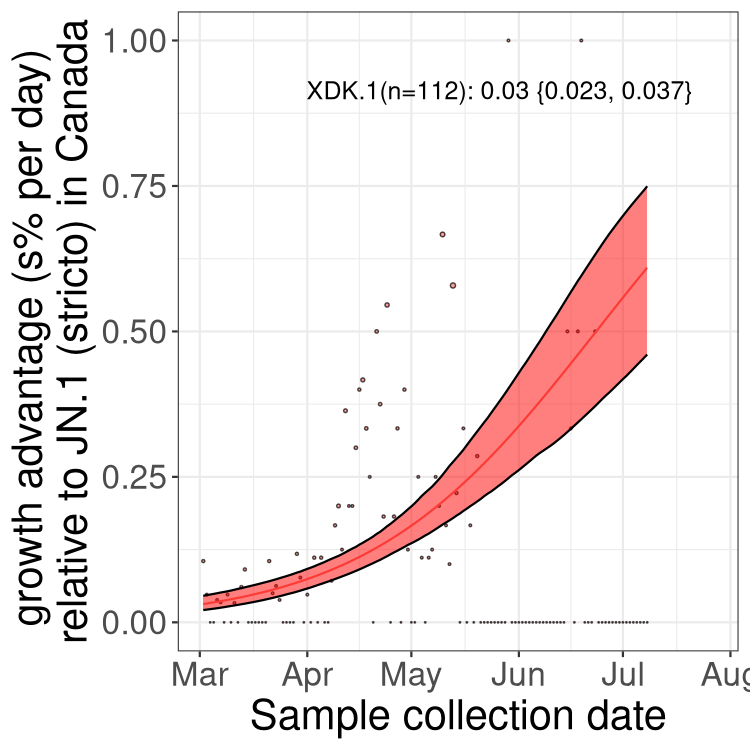 growth advantage (s% per day)
relative to JN.1 (stricto) in Canada
1.00
0.75
0.50
0.25
0.00
XDK.1(n=112): 0.03 {0.023, 0.037}
Mar Apr May Jun Jul Aug
Sample collection date